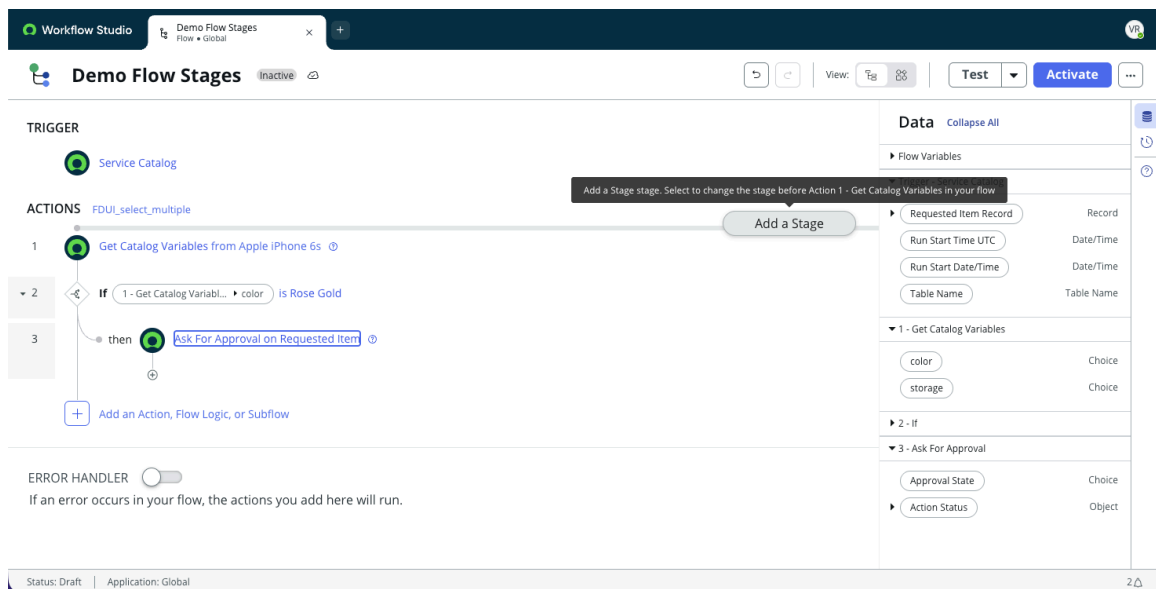 Workflow Studio
Demo Flow Stages
Flow • Global
VR
Demo Flow Stages
Inactive
View:
Test
Activate
TRIGGER
Service Catalog
ACTIONS FDUI_select_multiple
Add a Stage stage. Select to change the stage before Action 1 - Get Catalog Variables in your flow
Add a Stage
1 Get Catalog Variables from Apple iPhone 6s
2 If 1 - Get Catalog Variabl... ▸ color is Rose Gold
3 then Ask For Approval on Requested Item
Add an Action, Flow Logic, or Subflow
ERROR HANDLER
If an error occurs in your flow, the actions you add here will run.
Data Collapse All
Flow Variables
Trigger - Service Catalog
Requested Item Record Record
Run Start Time UTC Date/Time
Run Start Date/Time Date/Time
Table Name Table Name
1 - Get Catalog Variables
color Choice
storage Choice
2 - If
3 - Ask For Approval
Approval State Choice
Action Status Object
Status: Draft | Application: Global
2